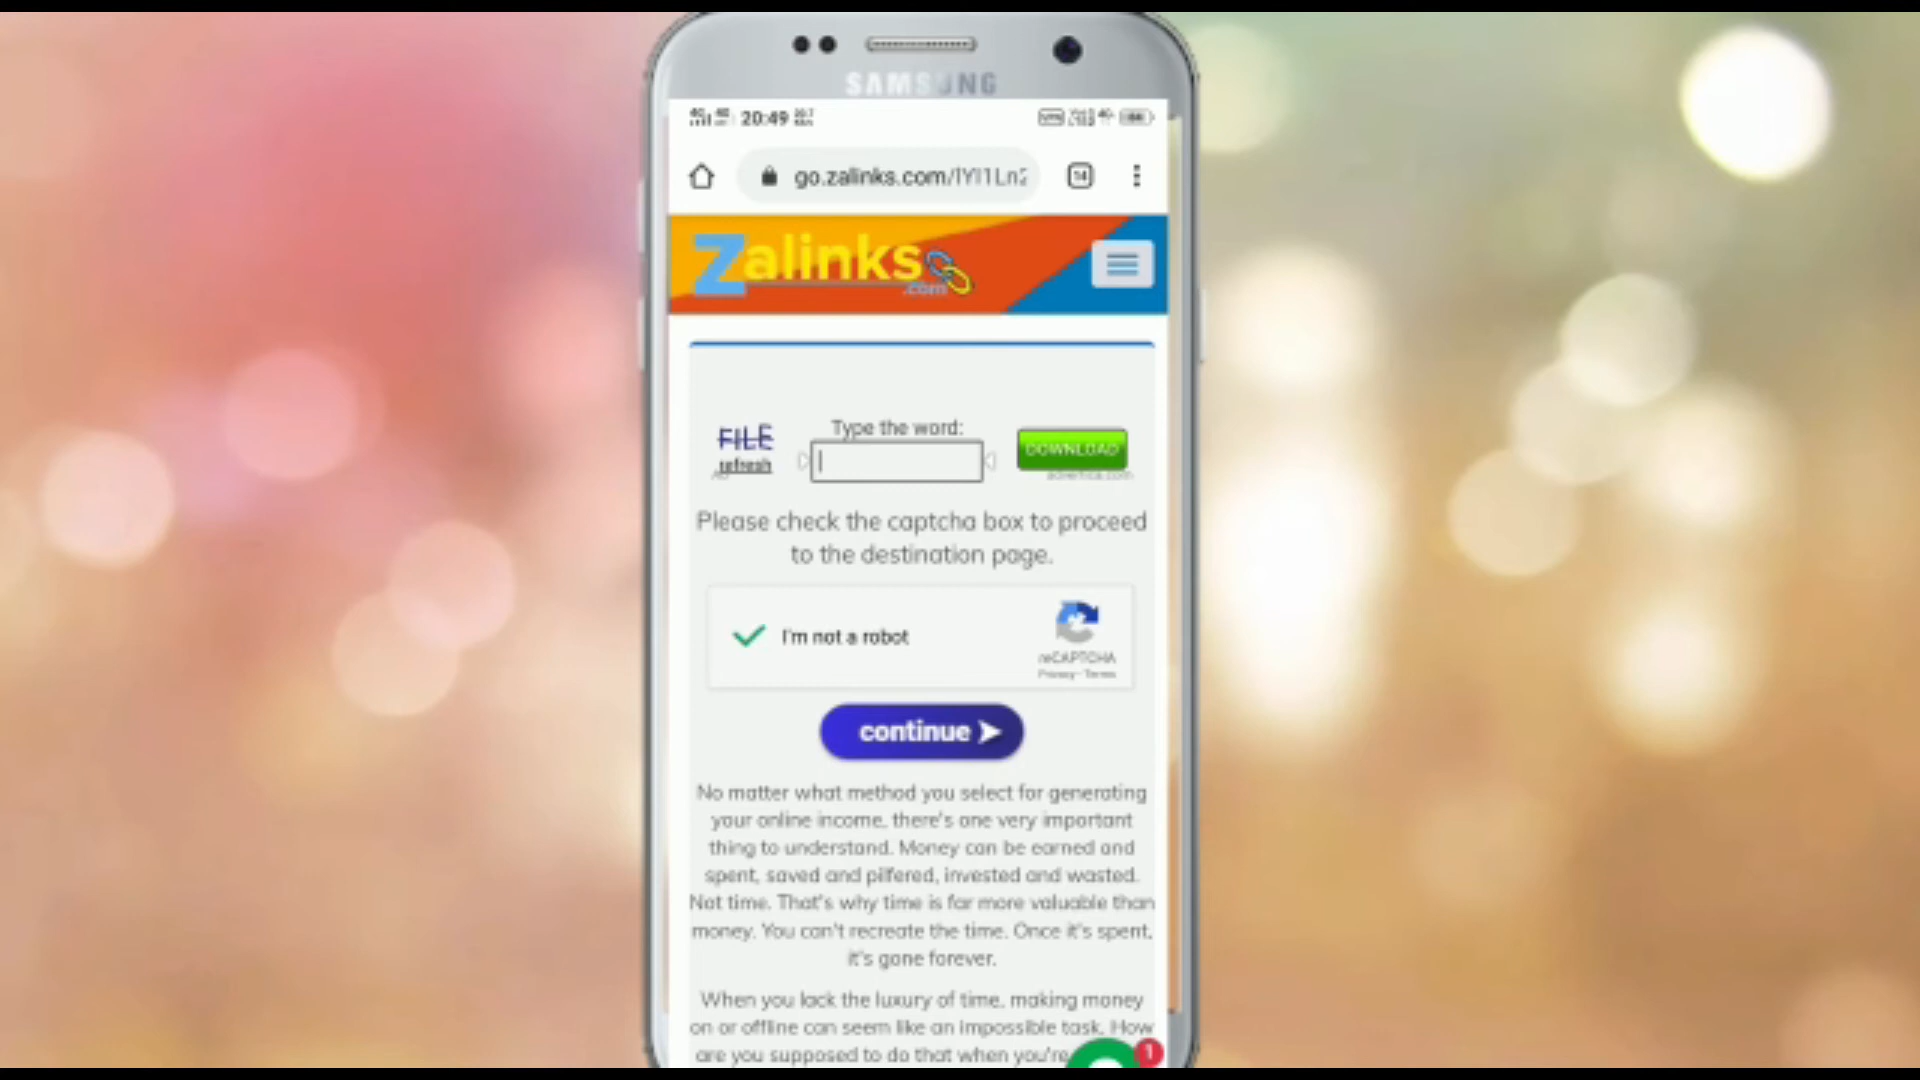 SAMSUNG
20:49
go.zalinks.com/lYI1Ln2
14
Zalinks
.com
FILE
refresh
Type the word:
DOWNLOAD
Ad
Please check the captcha box to proceed
to the destination page.
I'm not a robot
reCAPTCHA
Privacy - Terms
continue
No matter what method you select for generating
your online income, there's one very important
thing to understand. Money can be earned and
spent, saved and pilfered, invested and wasted.
Not time. That's why time is far more valuable than
money. You can't recreate the time. Once it's spent,
it's gone forever.
When you lack the luxury of time, making money
on or offline can seem like an impossible task. How
are you supposed to do that when you're
1